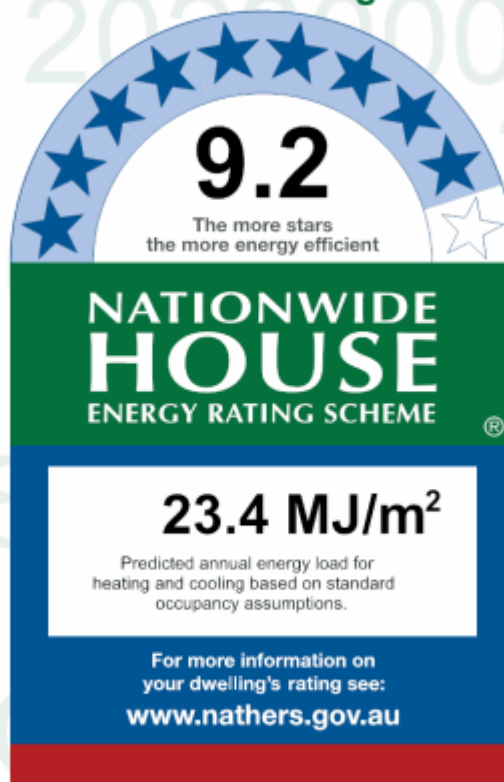 9.2
The more stars
the more energy efficient
NATIONWIDE
HOUSE
ENERGY RATING SCHEME
®
23.4 MJ/m²
Predicted annual energy load for
heating and cooling based on standard
occupancy assumptions.
For more information on
your dwelling's rating see:
www.nathers.gov.au